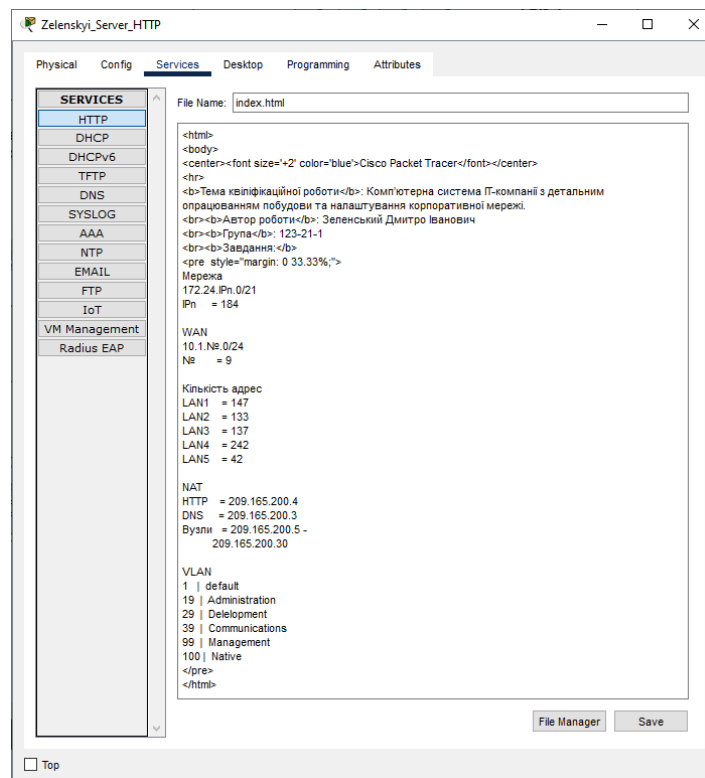 Zelenskyi_Server_HTTP
Physical Config Services Desktop Programming Attributes
SERVICES
HTTP
DHCP
DHCPv6
TFTP
DNS
SYSLOG
AAA
NTP
EMAIL
FTP
IoT
VM Management
Radius EAP
File Name: index.html
<html>
<body>
<center><font size='+2' color='blue'>Cisco Packet Tracer</font></center>
<hr>
<b>Тема квіліфікаційної роботи</b>: Комп'ютерна система ІТ-компанії з детальним
опрацюванням побудови та налаштування корпоративної мережі.
<br><b>Автор роботи</b>: Зеленський Дмитро Іванович
<br><b>Група</b>: 123-21-1
<br><b>Завдання:</b>
<pre style="margin: 0 33.33%;">
Мережа
172.24.IPn.0/21
IPn = 184

WAN
10.1.№.0/24
№ = 9

Кількість адрес
LAN1 = 147
LAN2 = 133
LAN3 = 137
LAN4 = 242
LAN5 = 42

NAT
HTTP = 209.165.200.4
DNS = 209.165.200.3
Вузли = 209.165.200.5 -
209.165.200.30

VLAN
1 | default
19 | Administration
29 | Delelopment
39 | Communications
99 | Management
100 | Native
</pre>
</html>
File Manager Save
Top